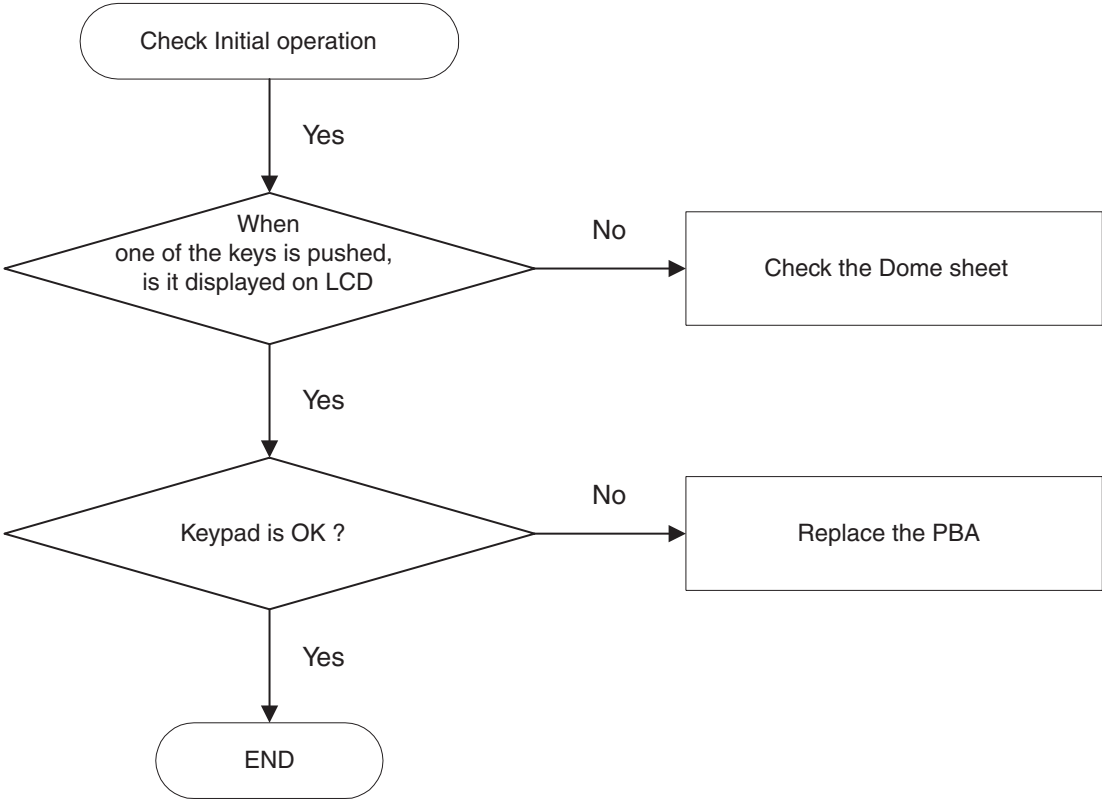 Check Initial operation
Yes
When
one of the keys is pushed,
is it displayed on LCD
No
Check the Dome sheet
Yes
Keypad is OK ?
No
Replace the PBA
Yes
END